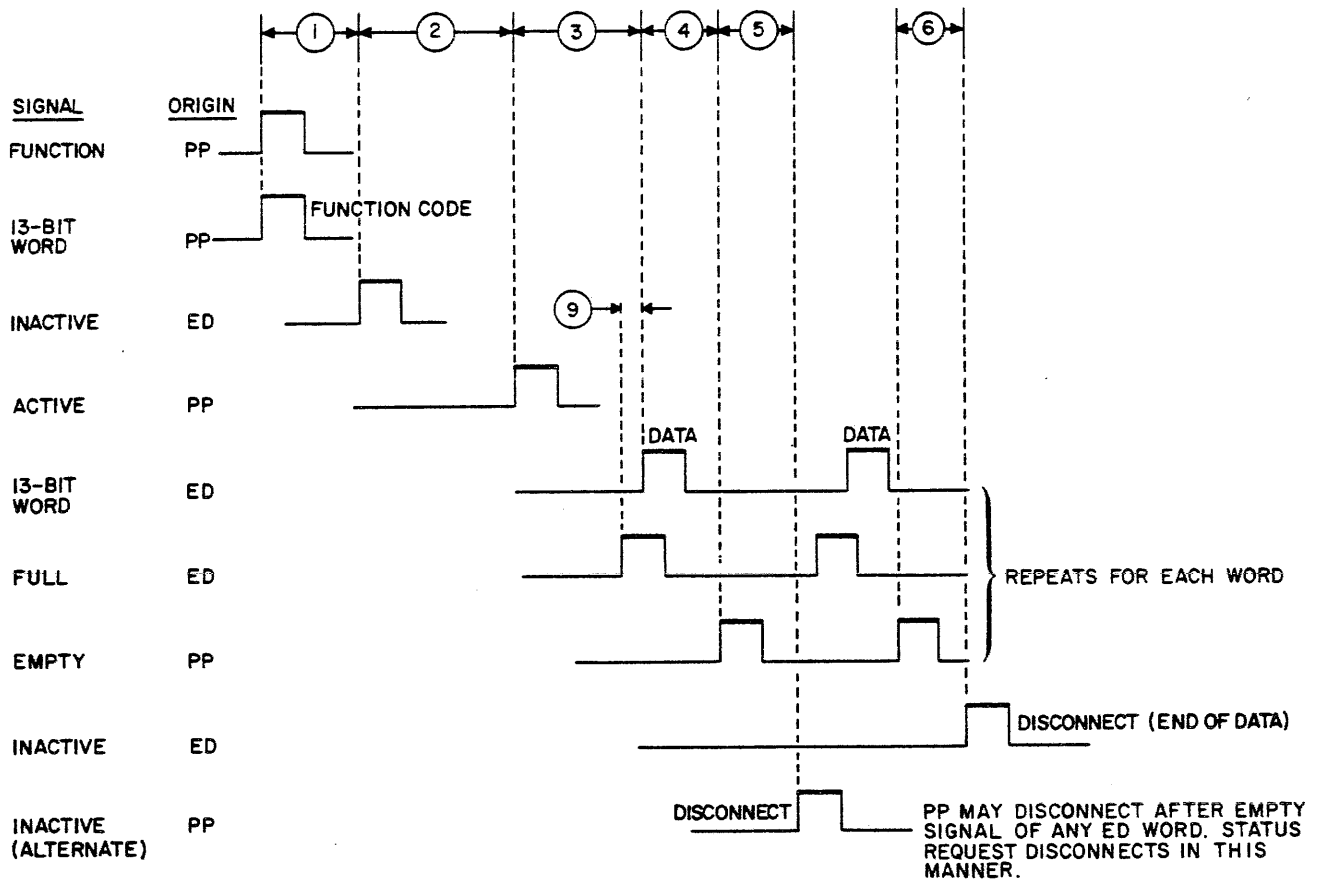 1 2 3 4 5 6
SIGNAL ORIGIN
FUNCTION PP
FUNCTION CODE
13-BIT
WORD PP
INACTIVE ED
9
ACTIVE PP
DATA DATA
13-BIT
WORD ED
FULL ED
REPEATS FOR EACH WORD
EMPTY PP
DISCONNECT (END OF DATA)
INACTIVE ED
DISCONNECT
INACTIVE
(ALTERNATE) PP
PP MAY DISCONNECT AFTER EMPTY
SIGNAL OF ANY ED WORD. STATUS
REQUEST DISCONNECTS IN THIS
MANNER.